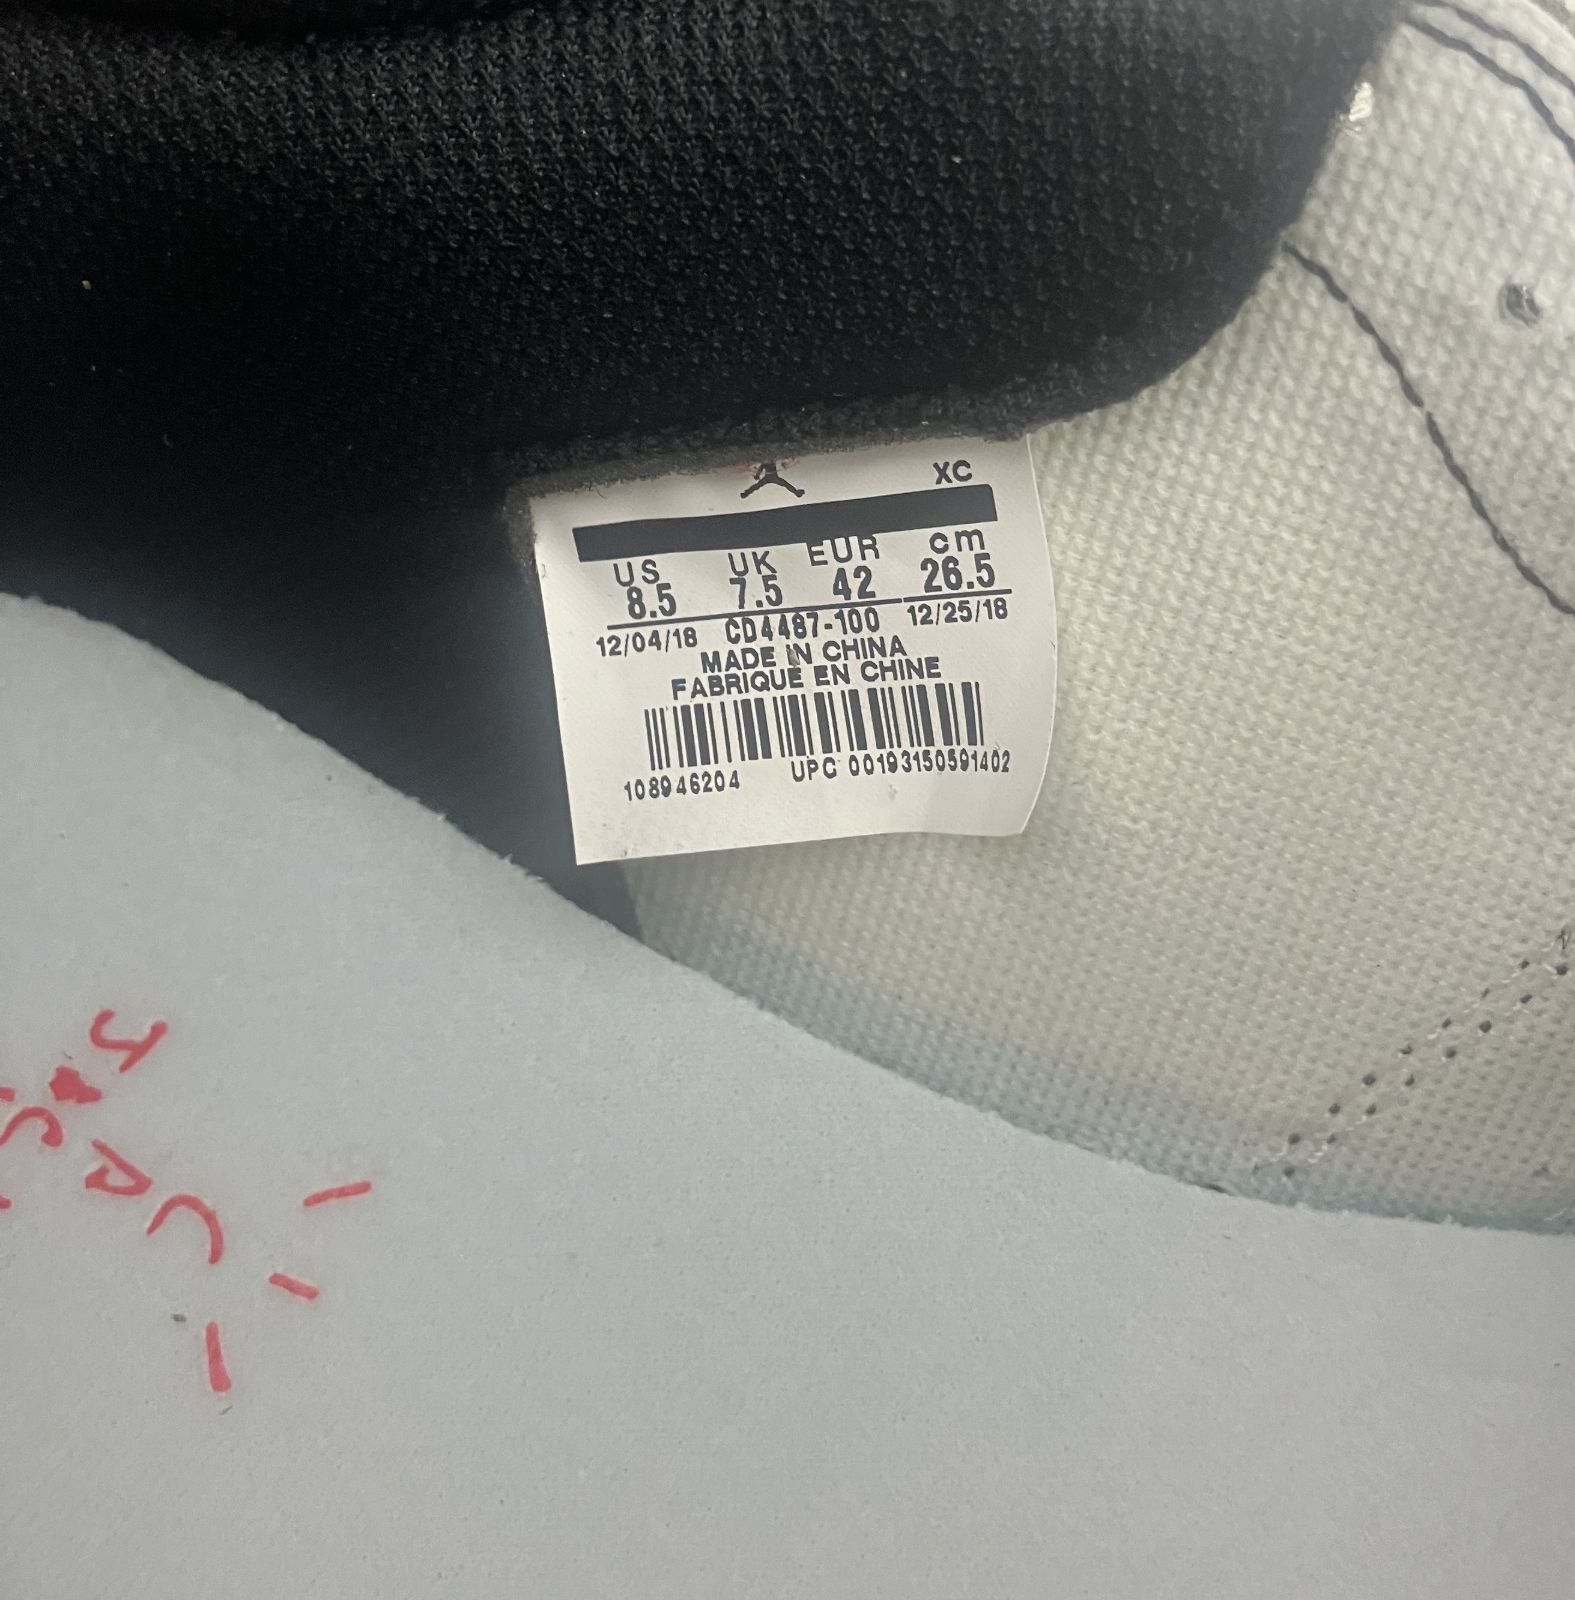 XC
US UK EUR cm
8.5 7.5 42 26.5
12/04/18 CD4487-100 12/25/18
MADE IN CHINA
FABRIQUE EN CHINE
108946204 UPC 00193150591402